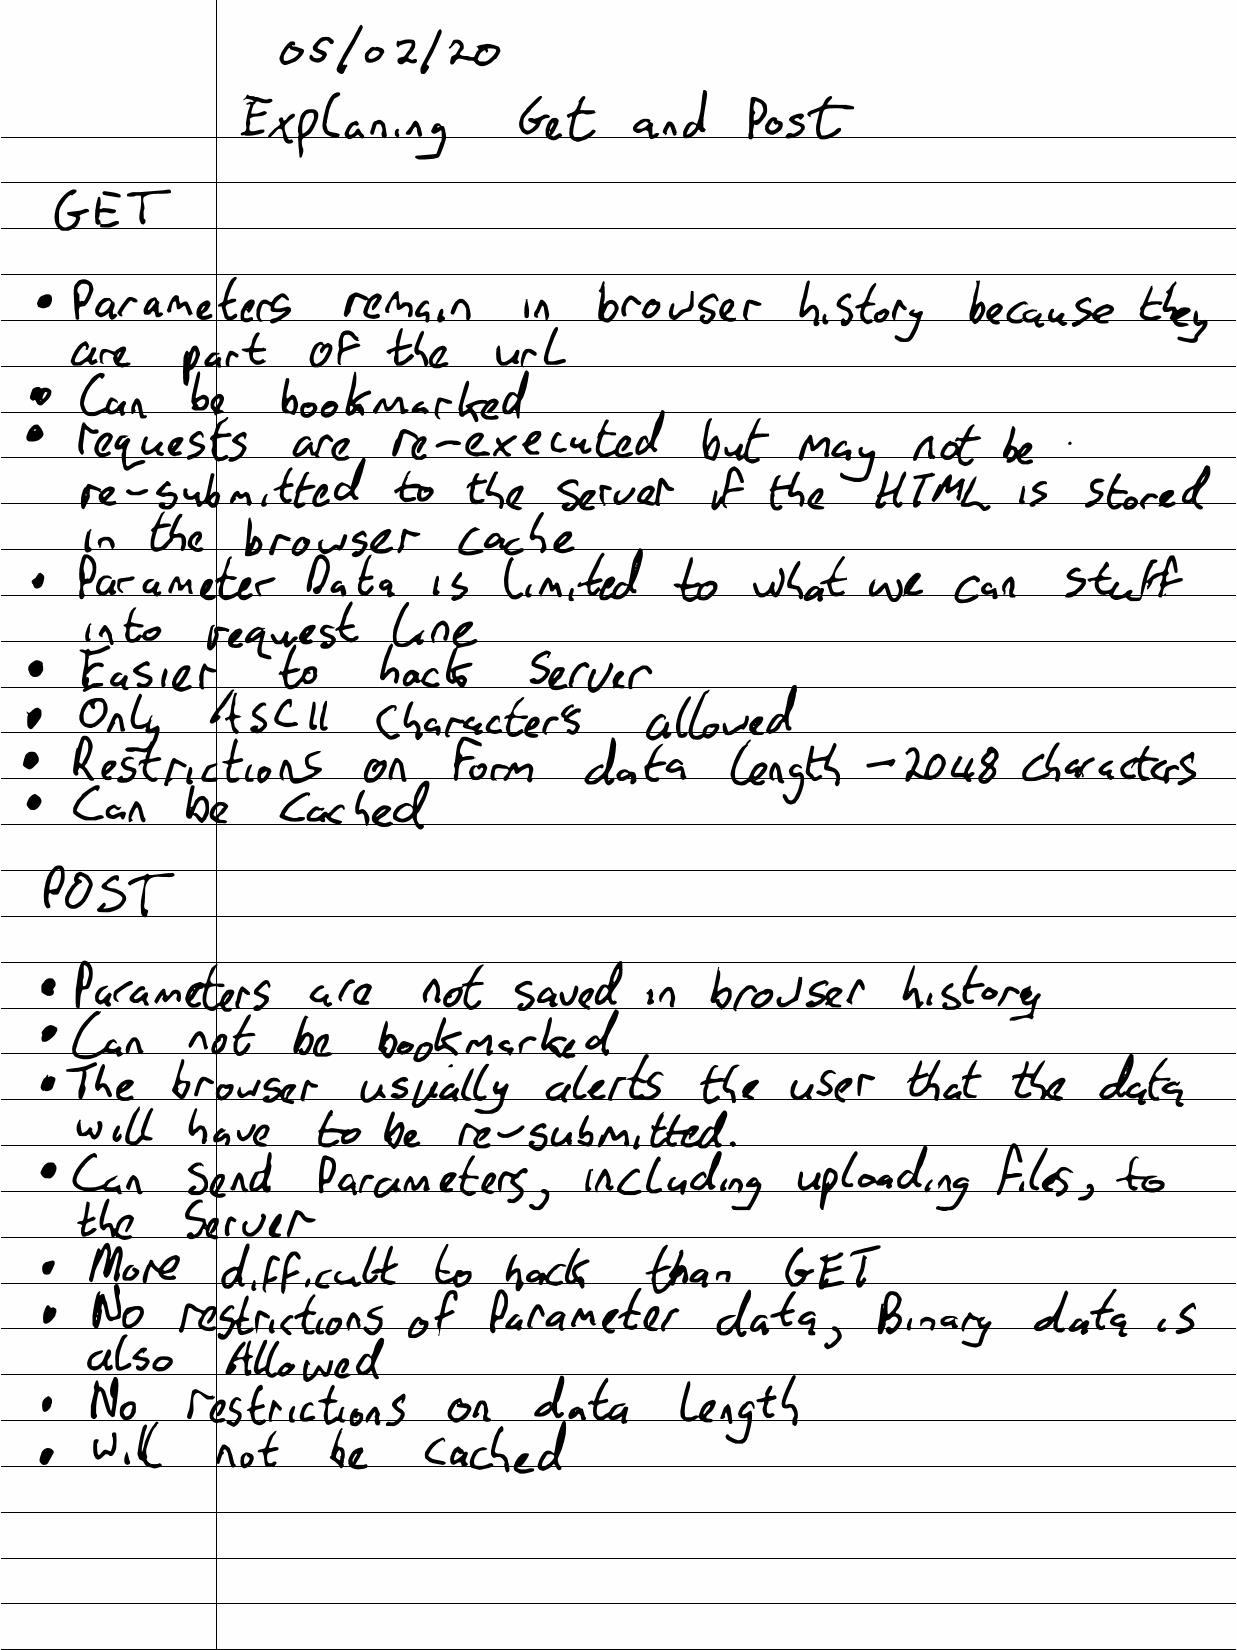 05/02/20
Explaning Get and Post
GET
• Parameters remain in browser history because they
are part of the url
• Can be bookmarked
• requests are re-executed but may not be
re-submitted to the server if the HTML is stored
in the browser cache
• Parameter Data is limited to what we can stuff
into request line
• Easier to hack server
• Only ASCII characters allowed
• Restrictions on form data length - 2048 characters
• Can be cached
POST
• Parameters are not saved in browser history
• Can not be bookmarked
• The browser usually alerts the user that the data
will have to be re-submitted.
• Can send Parameters, including uploading files, to
the server
• More difficult to hack than GET
• No restrictions of Parameter data, Binary data is
also Allowed
• No restrictions on data length
• will not be cached